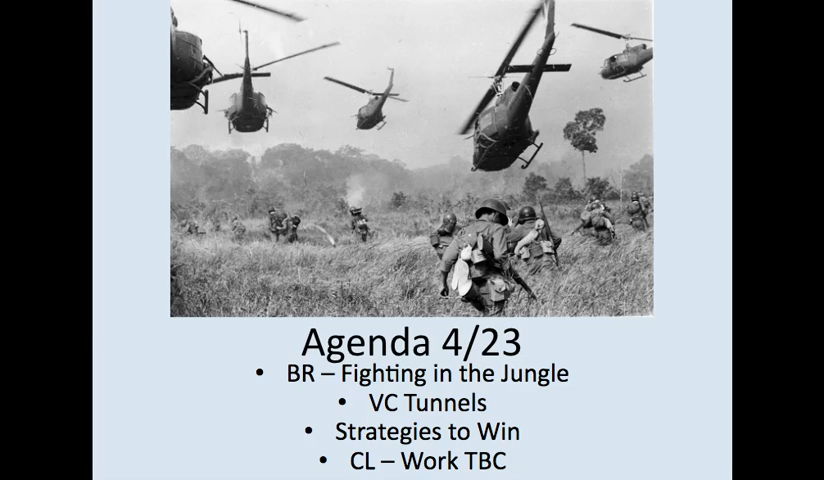 Agenda 4/23
• BR – Fighting in the Jungle
• VC Tunnels
• Strategies to Win
• CL – Work TBC